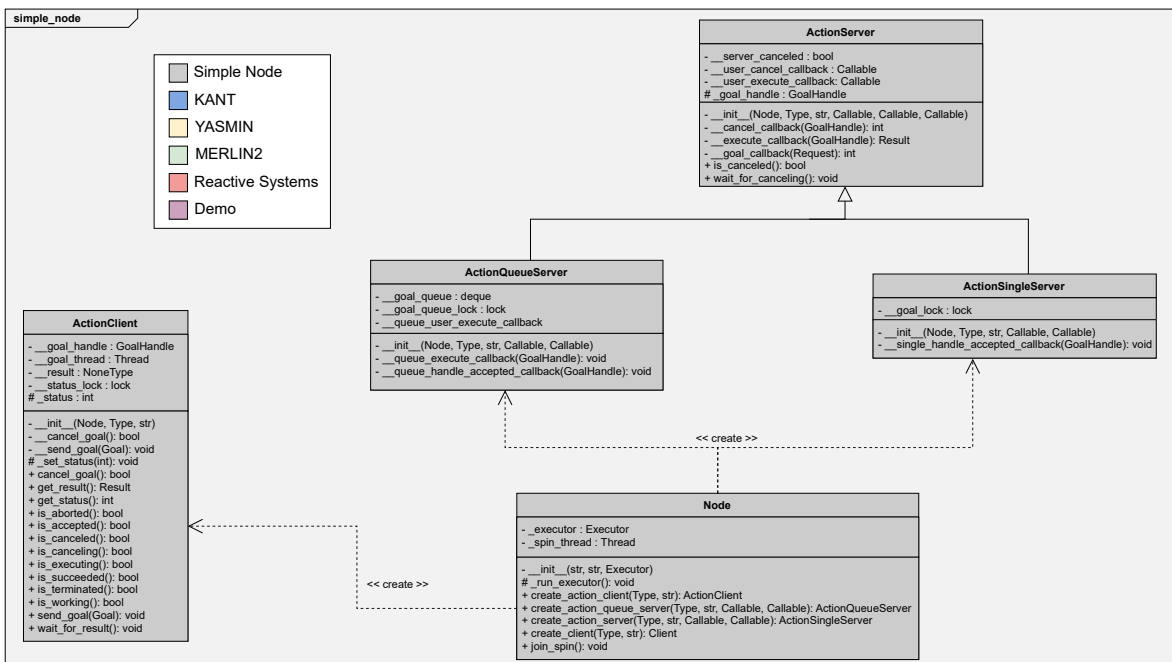 simple_node
Simple Node
KANT
YASMIN
MERLIN2
Reactive Systems
Demo
ActionServer
- __server_canceled : bool
- __user_cancel_callback : Callable
- __user_execute_callback: Callable
# _goal_handle : GoalHandle
- __init__(Node, Type, str, Callable, Callable, Callable)
- __cancel_callback(GoalHandle): int
- __execute_callback(GoalHandle): Result
- __goal_callback(Request): int
+ is_canceled(): bool
+ wait_for_canceling(): void
ActionQueueServer
- __goal_queue : deque
- __goal_queue_lock : lock
- __queue_user_execute_callback
- __init__(Node, Type, str, Callable, Callable)
- __queue_execute_callback(GoalHandle): void
- __queue_handle_accepted_callback(GoalHandle): void
ActionSingleServer
- __goal_lock : lock
- __init__(Node, Type, str, Callable, Callable)
- __single_handle_accepted_callback(GoalHandle): void
ActionClient
- __goal_handle : GoalHandle
- __goal_thread : Thread
- __result : NoneType
- __status_lock : lock
# _status : int
- __init__(Node, Type, str)
- __cancel_goal(): bool
- __send_goal(Goal): void
# _set_status(int): void
+ cancel_goal(): bool
+ get_result(): Result
+ get_status(): int
+ is_aborted(): bool
+ is_accepted(): bool
+ is_canceled(): bool
+ is_canceling(): bool
+ is_executing(): bool
+ is_succeeded(): bool
+ is_terminated(): bool
+ is_working(): bool
+ send_goal(Goal): void
+ wait_for_result(): void
<< create >>
<< create >>
Node
- _executor : Executor
- _spin_thread : Thread
- __init__(str, str, Executor)
# _run_executor(): void
+ create_action_client(Type, str): ActionClient
+ create_action_queue_server(Type, str, Callable, Callable): ActionQueueServer
+ create_action_server(Type, str, Callable, Callable): ActionSingleServer
+ create_client(Type, str): Client
+ join_spin(): void